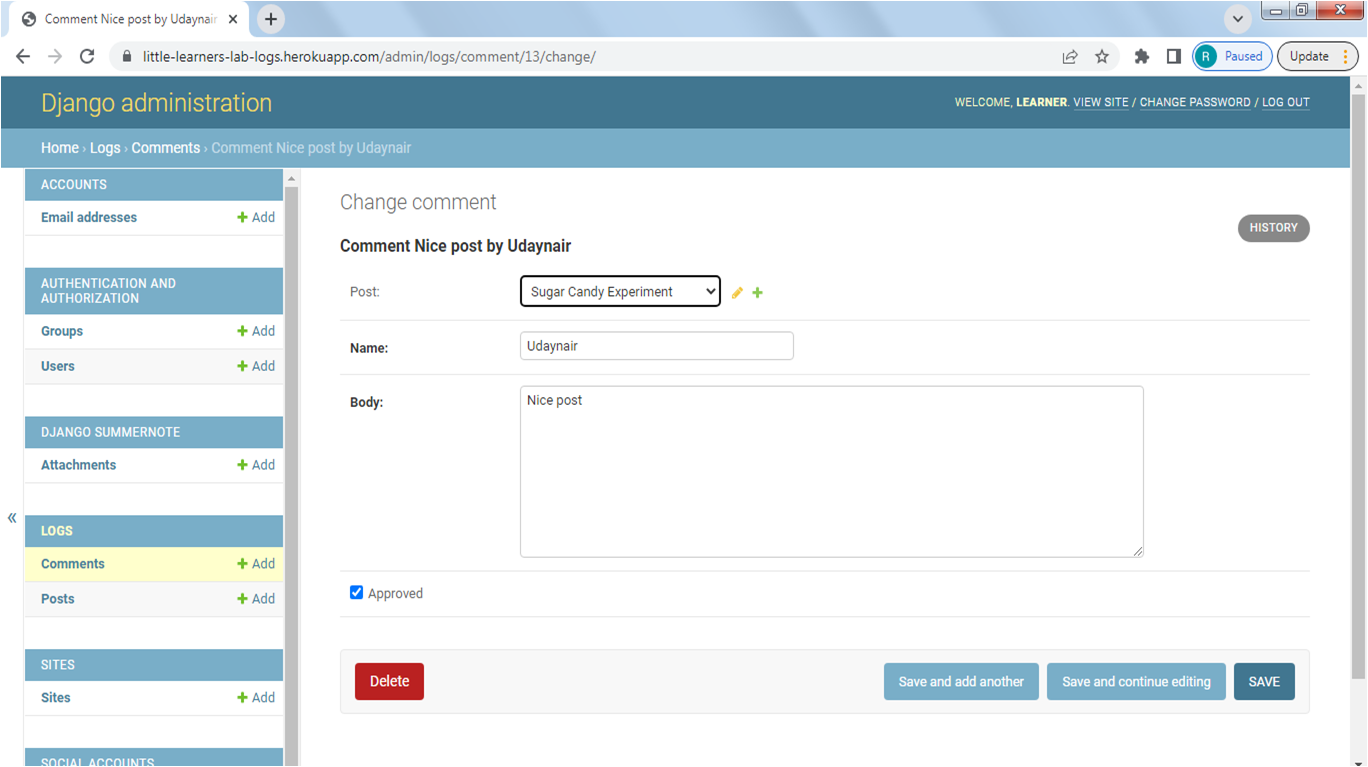 Comment Nice post by Udaynair
little-learners-lab-logs.herokuapp.com/admin/logs/comment/13/change/
R Paused
Update
Django administration
WELCOME, LEARNER. VIEW SITE / CHANGE PASSWORD / LOG OUT
Home › Logs › Comments › Comment Nice post by Udaynair
ACCOUNTS
Email addresses + Add
AUTHENTICATION AND
AUTHORIZATION
Groups + Add
Users + Add
DJANGO SUMMERNOTE
Attachments + Add
«
LOGS
Comments + Add
Posts + Add
SITES
Sites + Add
SOCIAL ACCOUNTS
Change comment
HISTORY
Comment Nice post by Udaynair
Post: Sugar Candy Experiment
Name: Udaynair
Body: Nice post
Approved
Delete Save and add another Save and continue editing SAVE